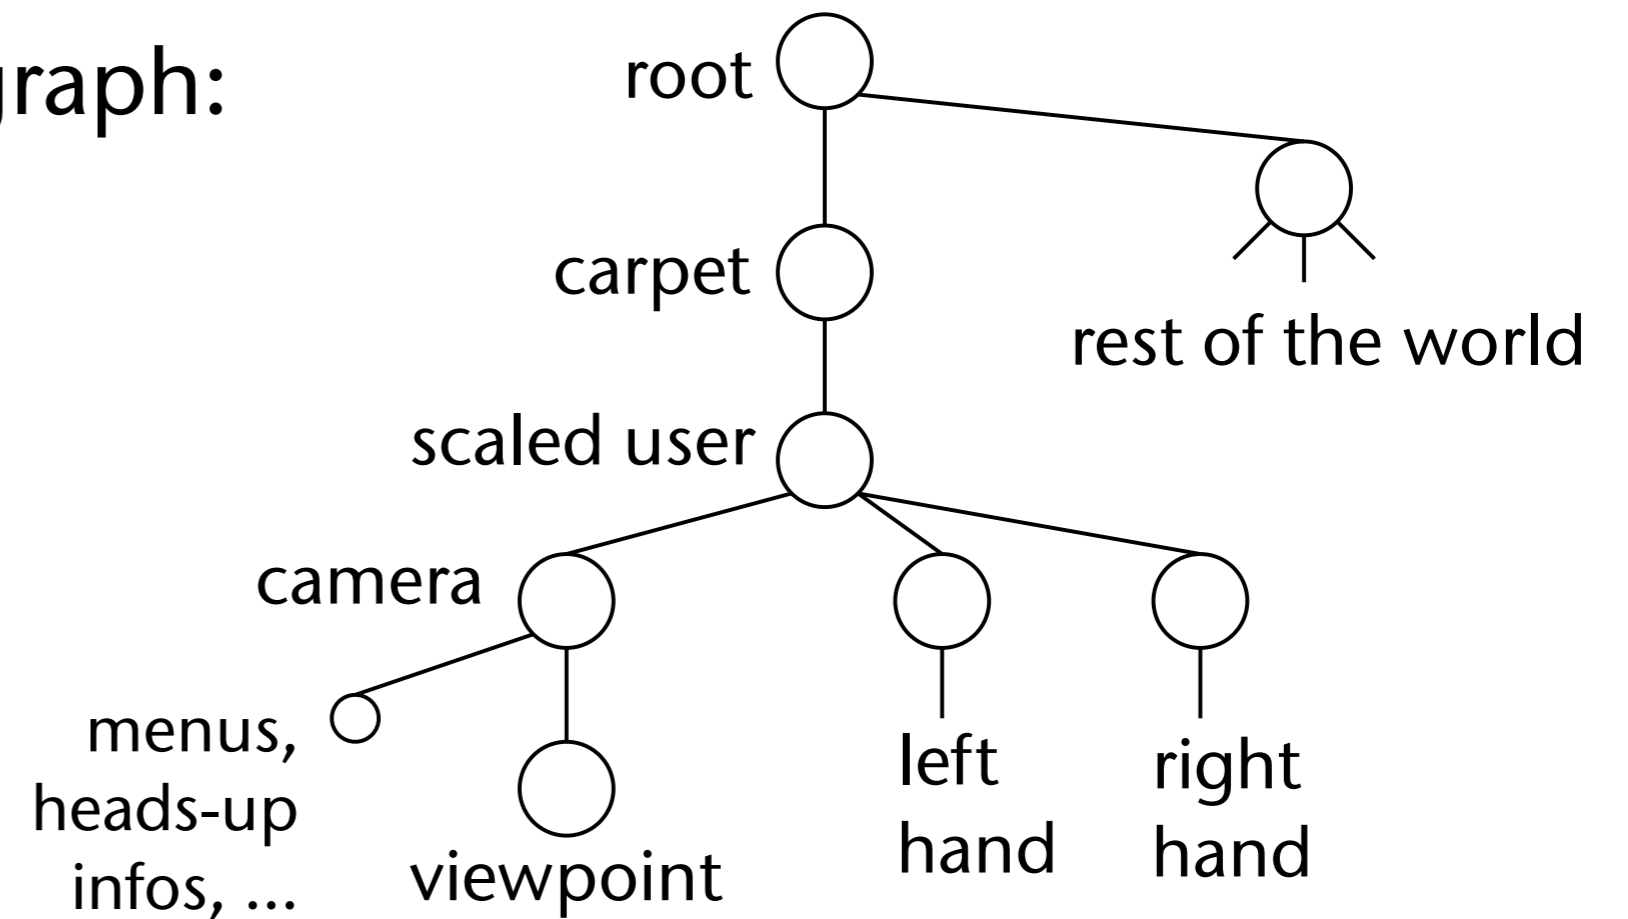 graph:
root
carpet
rest of the world
scaled user
camera
menus,
heads-up
infos, ...
viewpoint
left
hand
right
hand